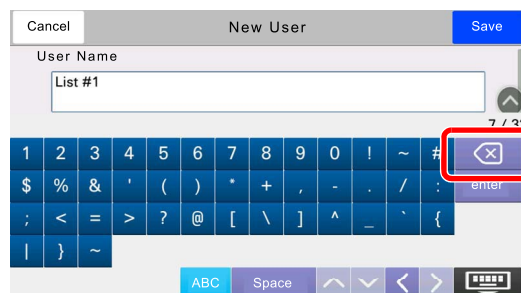 Cancel New User Save
User Name
List #1
7 / 32
1 2 3 4 5 6 7 8 9 0 ! ~ #
$ % & ' ( ) * + , - . / : enter
; < = > ? @ [ \ ] ^ _ ` {
| } ~
ABC Space